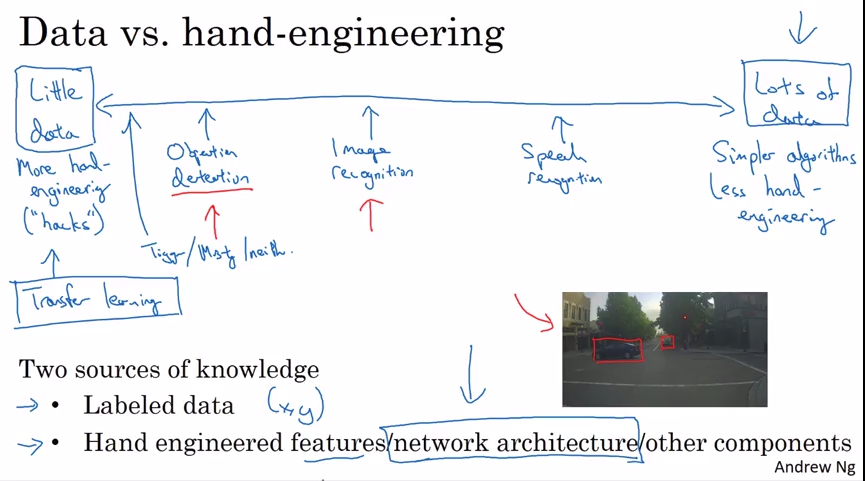 Data vs. hand-engineering
Little
data
Lots of
data
More hand-
engineering
("hacks")
Object
detection
Image
recognition
Speech
recognition
Simpler algorithms
Less hand-
engineering
Tigger/Misty/neith.
Transfer learning
Two sources of knowledge
→ • Labeled data (x,y)
→ • Hand engineered features/network architecture/other components
Andrew Ng